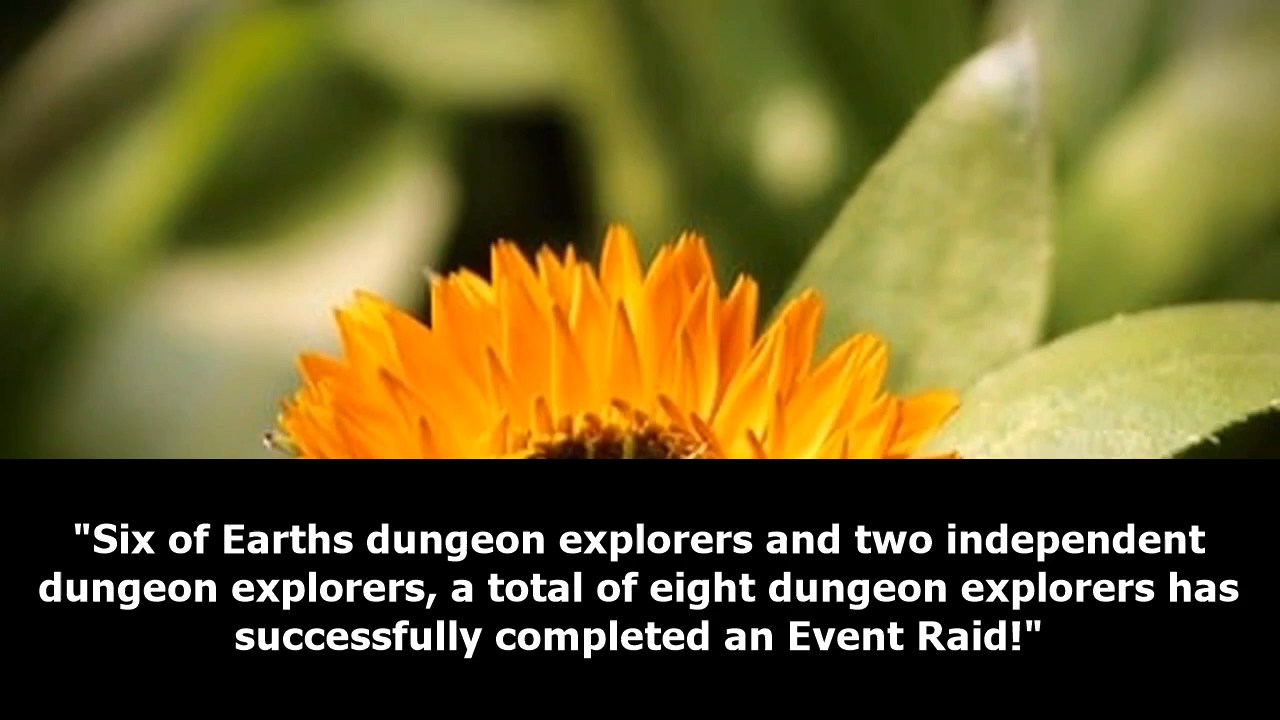 "Six of Earths dungeon explorers and two independent
dungeon explorers, a total of eight dungeon explorers has
successfully completed an Event Raid!"